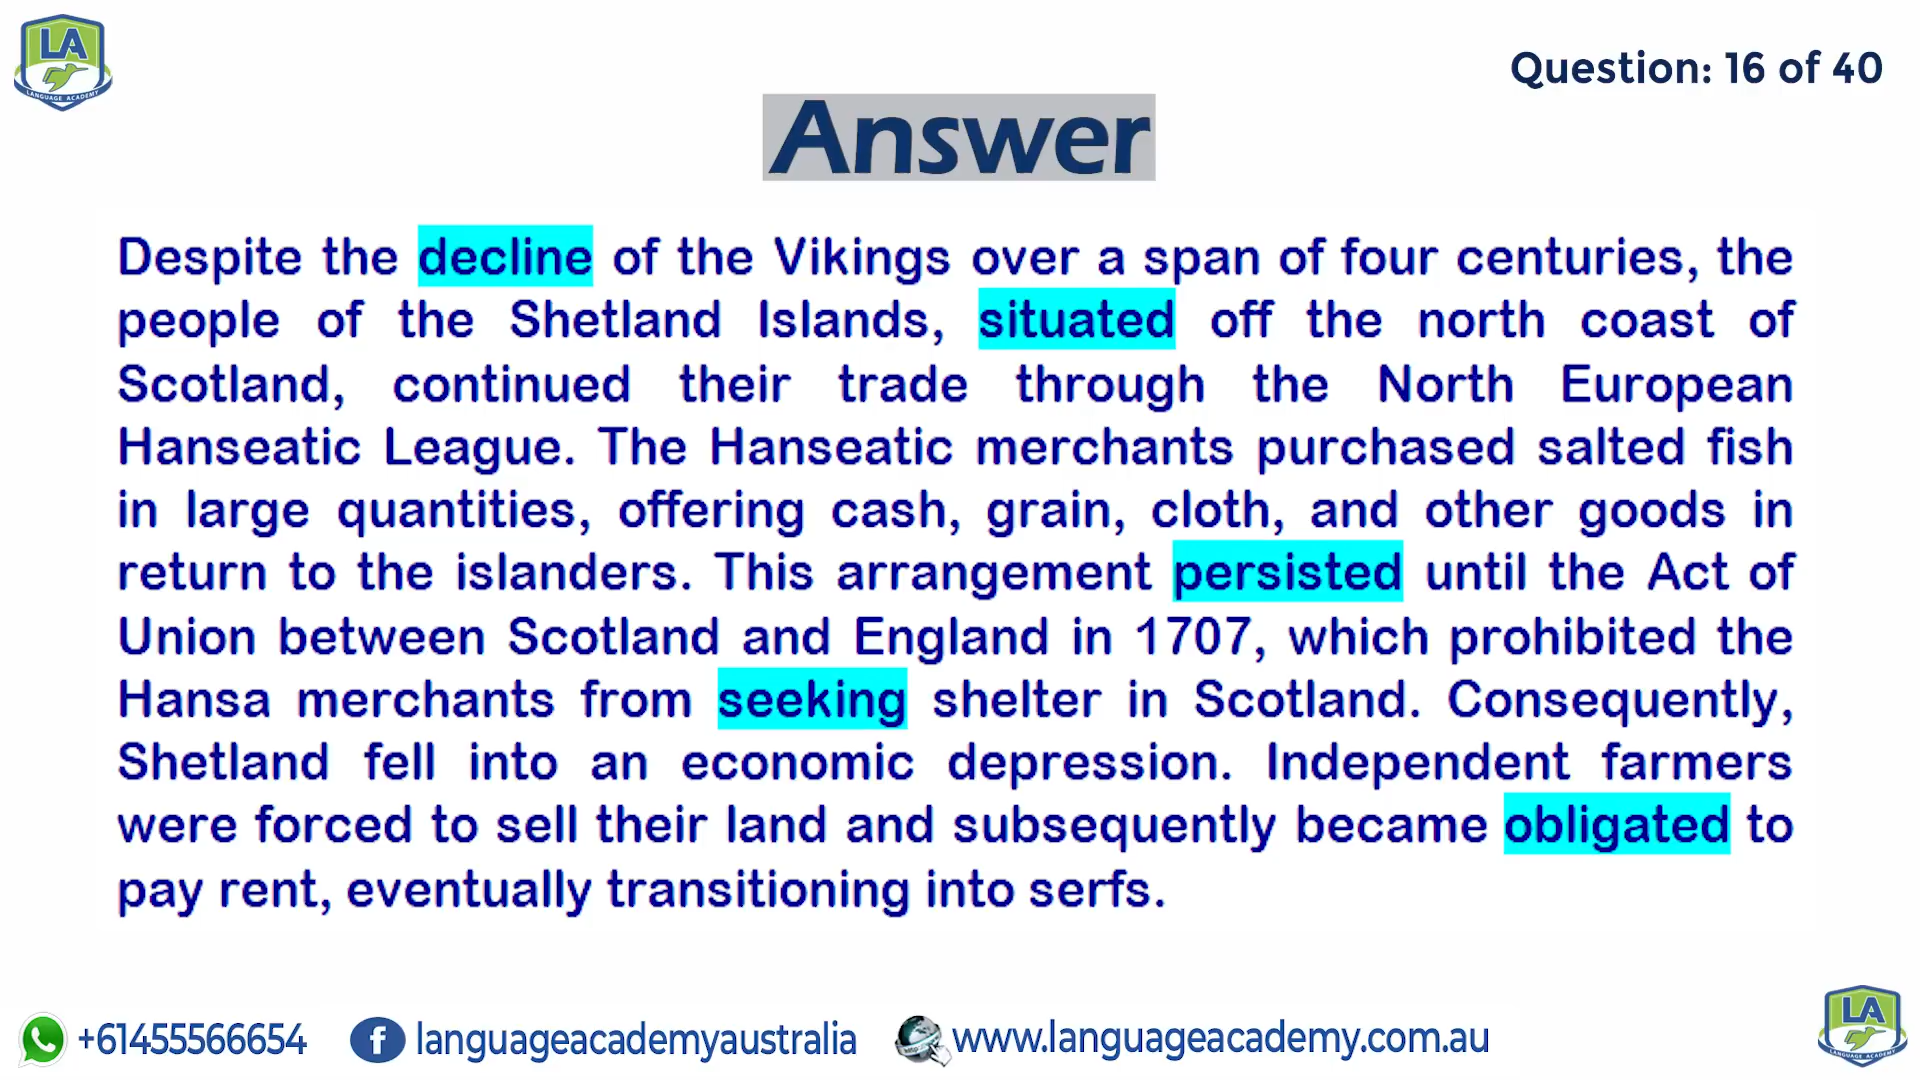 LA
LANGUAGE ACADEMY
Question: 16 of 40
Answer
Despite the decline of the Vikings over a span of four centuries, the
people of the Shetland Islands, situated off the north coast of
Scotland, continued their trade through the North European
Hanseatic League. The Hanseatic merchants purchased salted fish
in large quantities, offering cash, grain, cloth, and other goods in
return to the islanders. This arrangement persisted until the Act of
Union between Scotland and England in 1707, which prohibited the
Hansa merchants from seeking shelter in Scotland. Consequently,
Shetland fell into an economic depression. Independent farmers
were forced to sell their land and subsequently became obligated to
pay rent, eventually transitioning into serfs.
+61455566654
f languageacademyaustralia
http www.languageacademy.com.au
LA
LANGUAGE ACADEMY